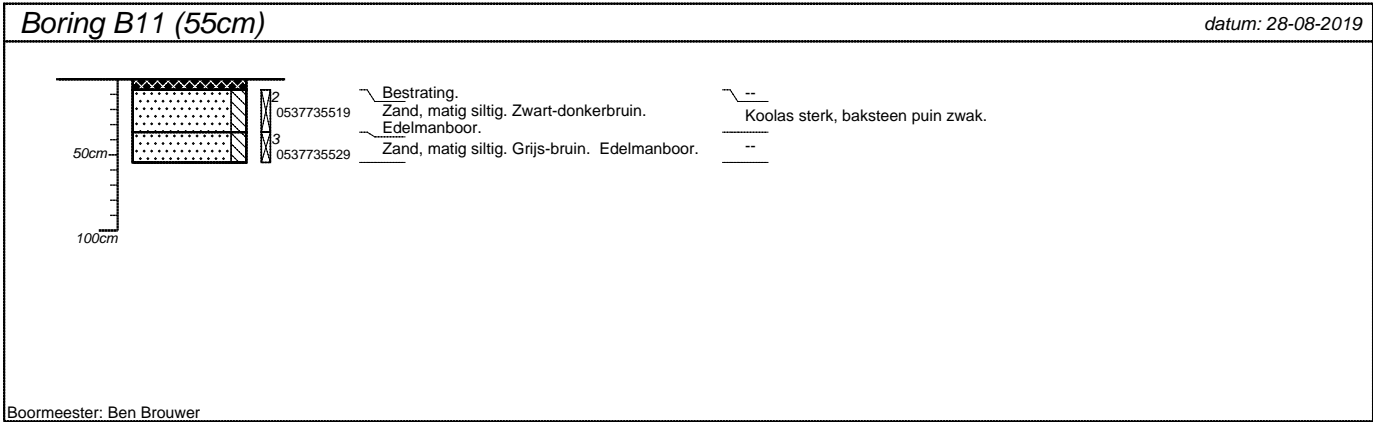 Boring B11 (55cm)
datum: 28-08-2019
Bestrating.
--
2
0537735519
Zand, matig siltig. Zwart-donkerbruin.
Edelmanboor.
Koolas sterk, baksteen puin zwak.
3
0537735529
Zand, matig siltig. Grijs-bruin. Edelmanboor.
--
50cm
100cm
Boormeester: Ben Brouwer